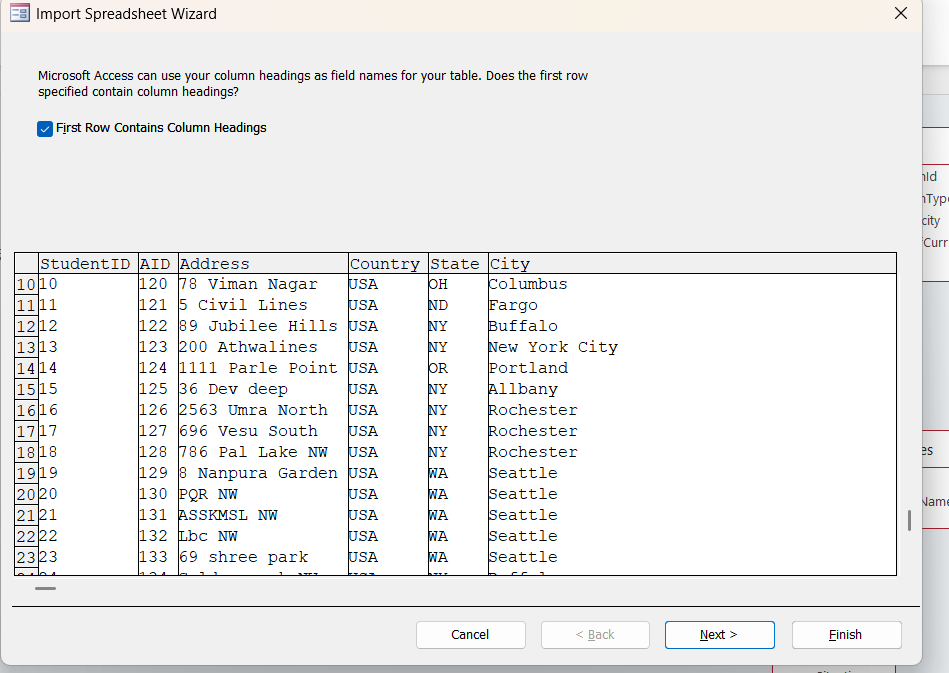 Import Spreadsheet Wizard
Microsoft Access can use your column headings as field names for your table. Does the first row
specified contain column headings?
First Row Contains Column Headings
StudentID AID Address Country State City
10 10 120 78 Viman Nagar USA OH Columbus
11 11 121 5 Civil Lines USA ND Fargo
12 12 122 89 Jubilee Hills USA NY Buffalo
13 13 123 200 Athwalines USA NY New York City
14 14 124 1111 Parle Point USA OR Portland
15 15 125 36 Dev deep USA NY Allbany
16 16 126 2563 Umra North USA NY Rochester
17 17 127 696 Vesu South USA NY Rochester
18 18 128 786 Pal Lake NW USA NY Rochester
19 19 129 8 Nanpura Garden USA WA Seattle
20 20 130 PQR NW USA WA Seattle
21 21 131 ASSKMSL NW USA WA Seattle
22 22 132 Lbc NW USA WA Seattle
23 23 133 69 shree park USA WA Seattle
Cancel < Back Next > Finish